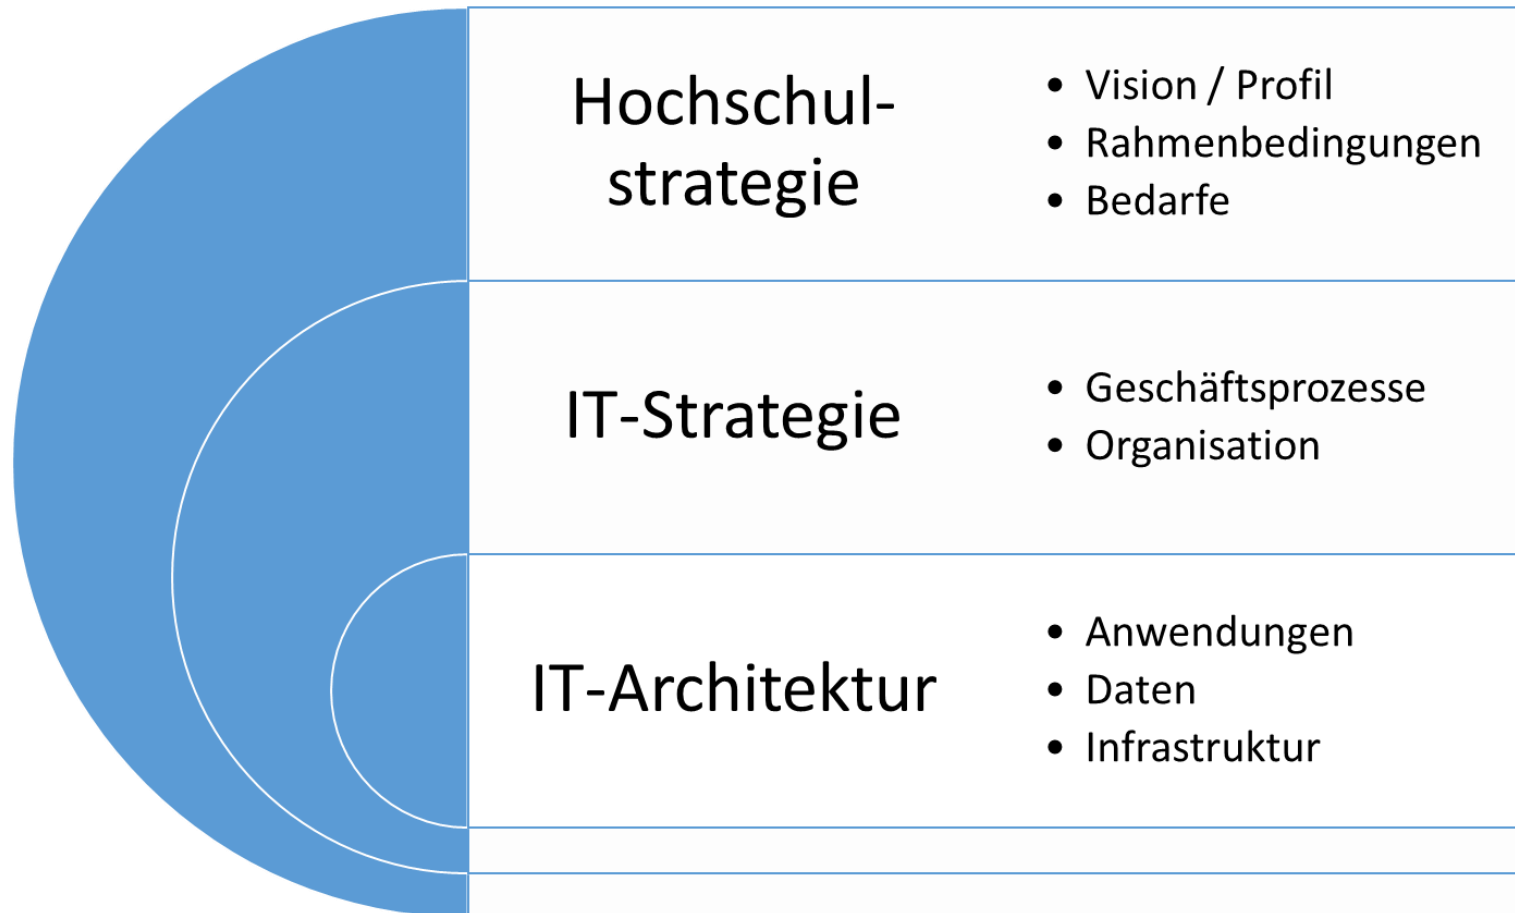 Hochschul-
strategie
• Vision / Profil
• Rahmenbedingungen
• Bedarfe
IT-Strategie
• Geschäftsprozesse
• Organisation
IT-Architektur
• Anwendungen
• Daten
• Infrastruktur